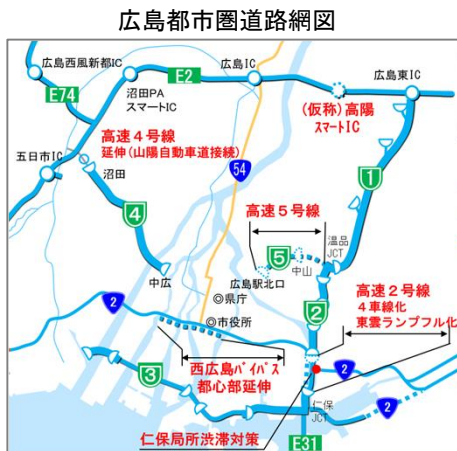 広島都市圏道路網図
広島西風新都IC
広島IC
広島東IC
E2
E74
沼田PA
スマートIC
(仮称)高陽
スマートIC
高速4号線
延伸(山陽自動車道接続)
五日市IC
沼田
54
1
4
高速5号線
温品
JCT
5
中山
広島駅北口
中広
◎県庁
2
高速2号線
4車線化
東雲ランプフル化
2
◎市役所
西広島バイパス
都心部延伸
3
2
仁保
JCT
2
仁保局所渋滞対策
E31